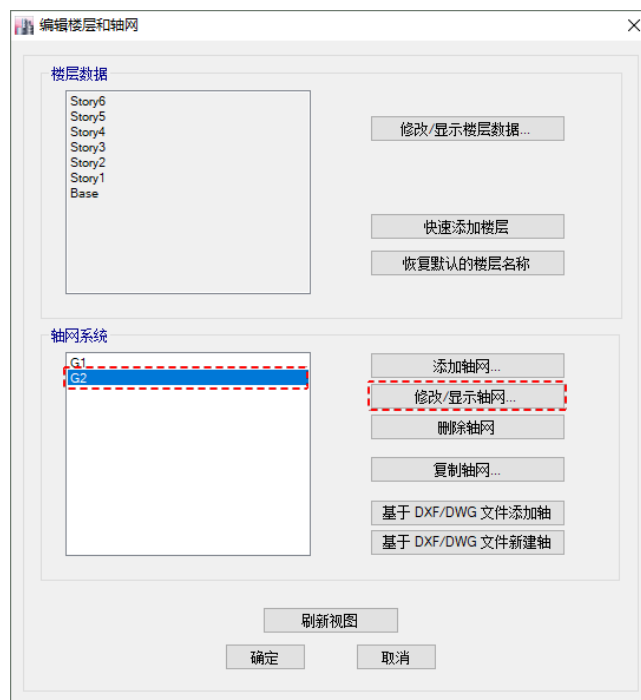 编辑楼层和轴网
楼层数据
Story6
Story5
Story4
Story3
Story2
Story1
Base
修改/显示楼层数据...
快速添加楼层
恢复默认的楼层名称
轴网系统
G1
G2
添加轴网...
修改/显示轴网...
删除轴网
复制轴网...
基于 DXF/DWG 文件添加轴
基于 DXF/DWG 文件新建轴
刷新视图
确定
取消